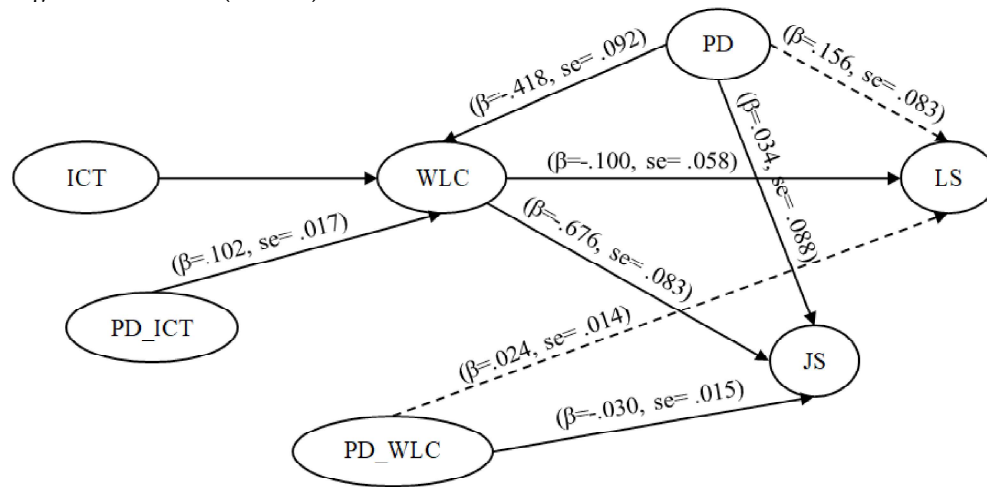 PD
(β=-.418, se= .092)
(β=.156, se= .083)
(β=.034, se= .088)
ICT
WLC
(β=-.100, se= .058)
LS
(β=.102, se= .017)
(β=-.676, se= .083)
PD_ICT
(β=.024, se= .014)
JS
(β=-.030, se= .015)
PD_WLC